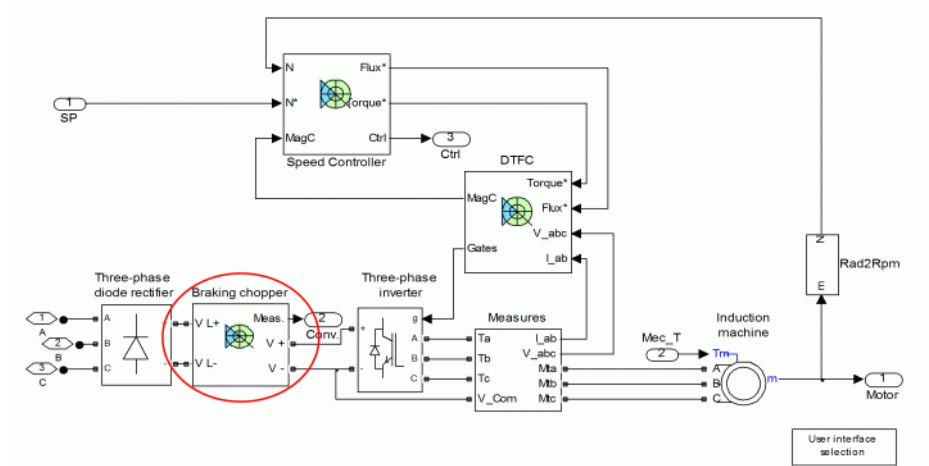 N
Flux*
1
SP
N*
Torque*
MagC
Ctrl
3
Ctrl
Speed Controller
DTFC
Torque*
MagC
Flux*
V_abc
Gates
I_ab
N
Rad2Rpm
E
Three-phase
diode rectifier
Braking chopper
Three-phase
inverter
Measures
Induction
machine
1
A
A
V L+
Meas.
2
Conv.
g
+
V +
A
Ta
I_ab
Mec_T
2
Tm
2
B
B
B
Tb
V_abc
Mta
A
m
1
Motor
3
C
C
-
V L-
V -
-
C
Tc
Mtb
B
V_Com
Mtc
C
User interface
selection